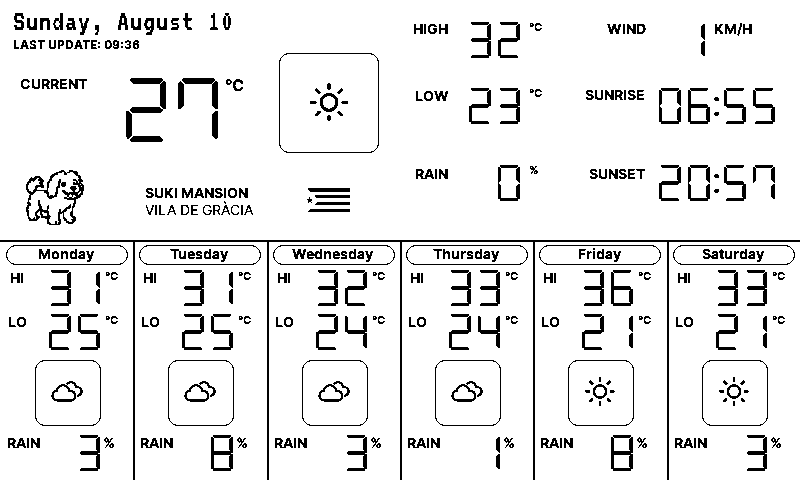 Sunday, August 10
LAST UPDATE: 09:36
CURRENT 27 °C
SUKI MANSION
VILA DE GRÀCIA
HIGH 32 °C
LOW 23 °C
RAIN 0 %
WIND 1 KM/H
SUNRISE 06:55
SUNSET 20:57
Monday
HI 31 °C
LO 25 °C
RAIN 3 %
Tuesday
HI 31 °C
LO 25 °C
RAIN 8 %
Wednesday
HI 32 °C
LO 24 °C
RAIN 3 %
Thursday
HI 33 °C
LO 24 °C
RAIN 1 %
Friday
HI 36 °C
LO 21 °C
RAIN 8 %
Saturday
HI 33 °C
LO 21 °C
RAIN 3 %